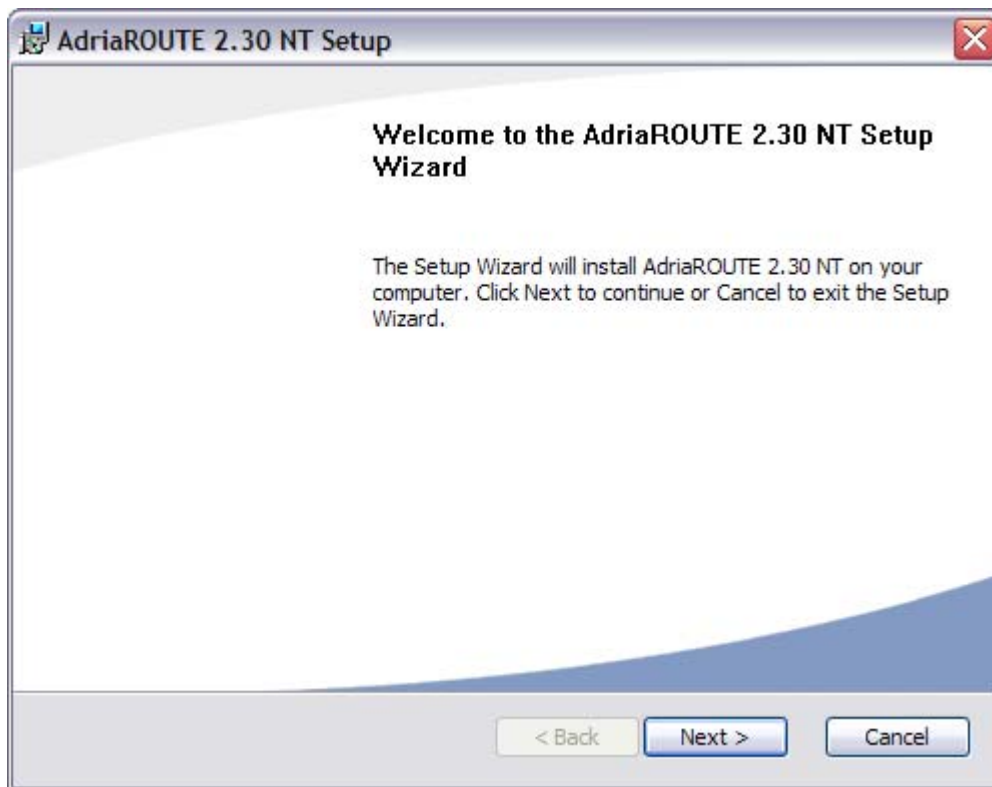 AdriaROUTE 2.30 NT Setup
Welcome to the AdriaROUTE 2.30 NT Setup
Wizard
The Setup Wizard will install AdriaROUTE 2.30 NT on your
computer. Click Next to continue or Cancel to exit the Setup
Wizard.
< Back Next > Cancel